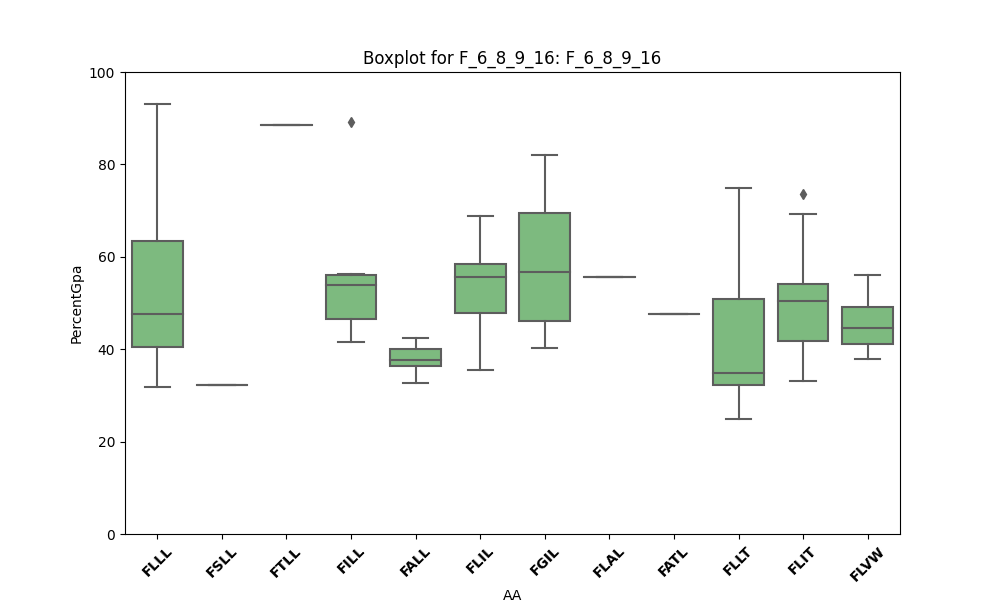 Boxplot for F_6_8_9_16: F_6_8_9_16
100
80
60
40
20
0
PercentGpa
FLLL
FSLL
FTLL
FILL
FALL
FLIL
FGIL
FLAL
FATL
FLLT
FLIT
FLVW
AA